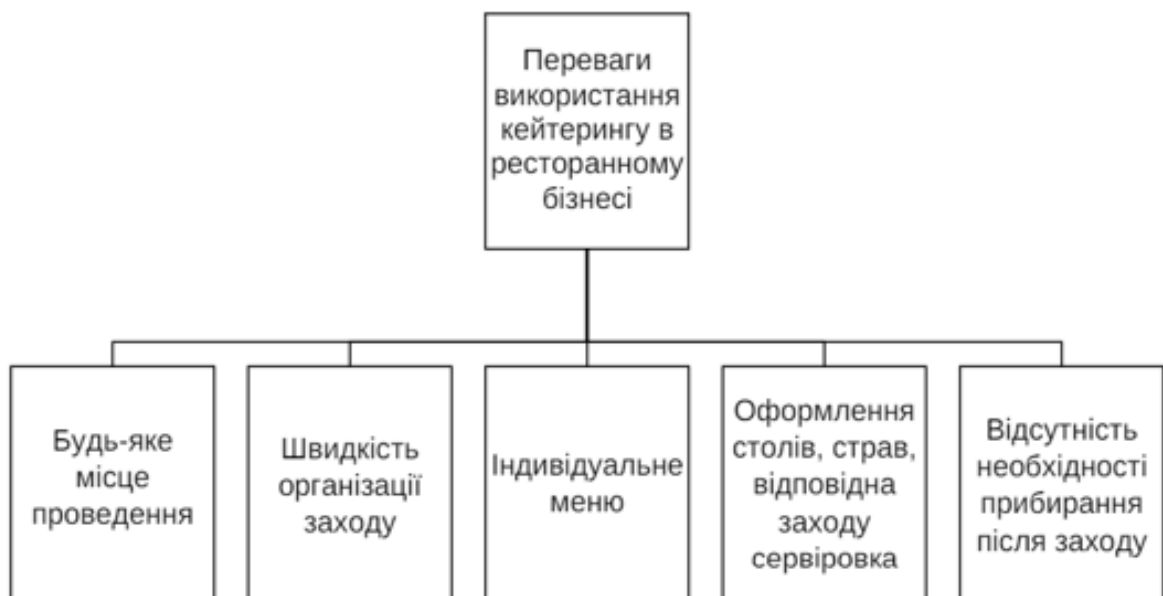 Переваги
використання
кейтерингу в
ресторанному
бізнесі
Будь-яке
місце
проведення
Швидкість
організації
заходу
Індивідуальне
меню
Оформлення
столів, страв,
відповідна
заходу
сервіровка
Відсутність
необхідності
прибирання
після заходу